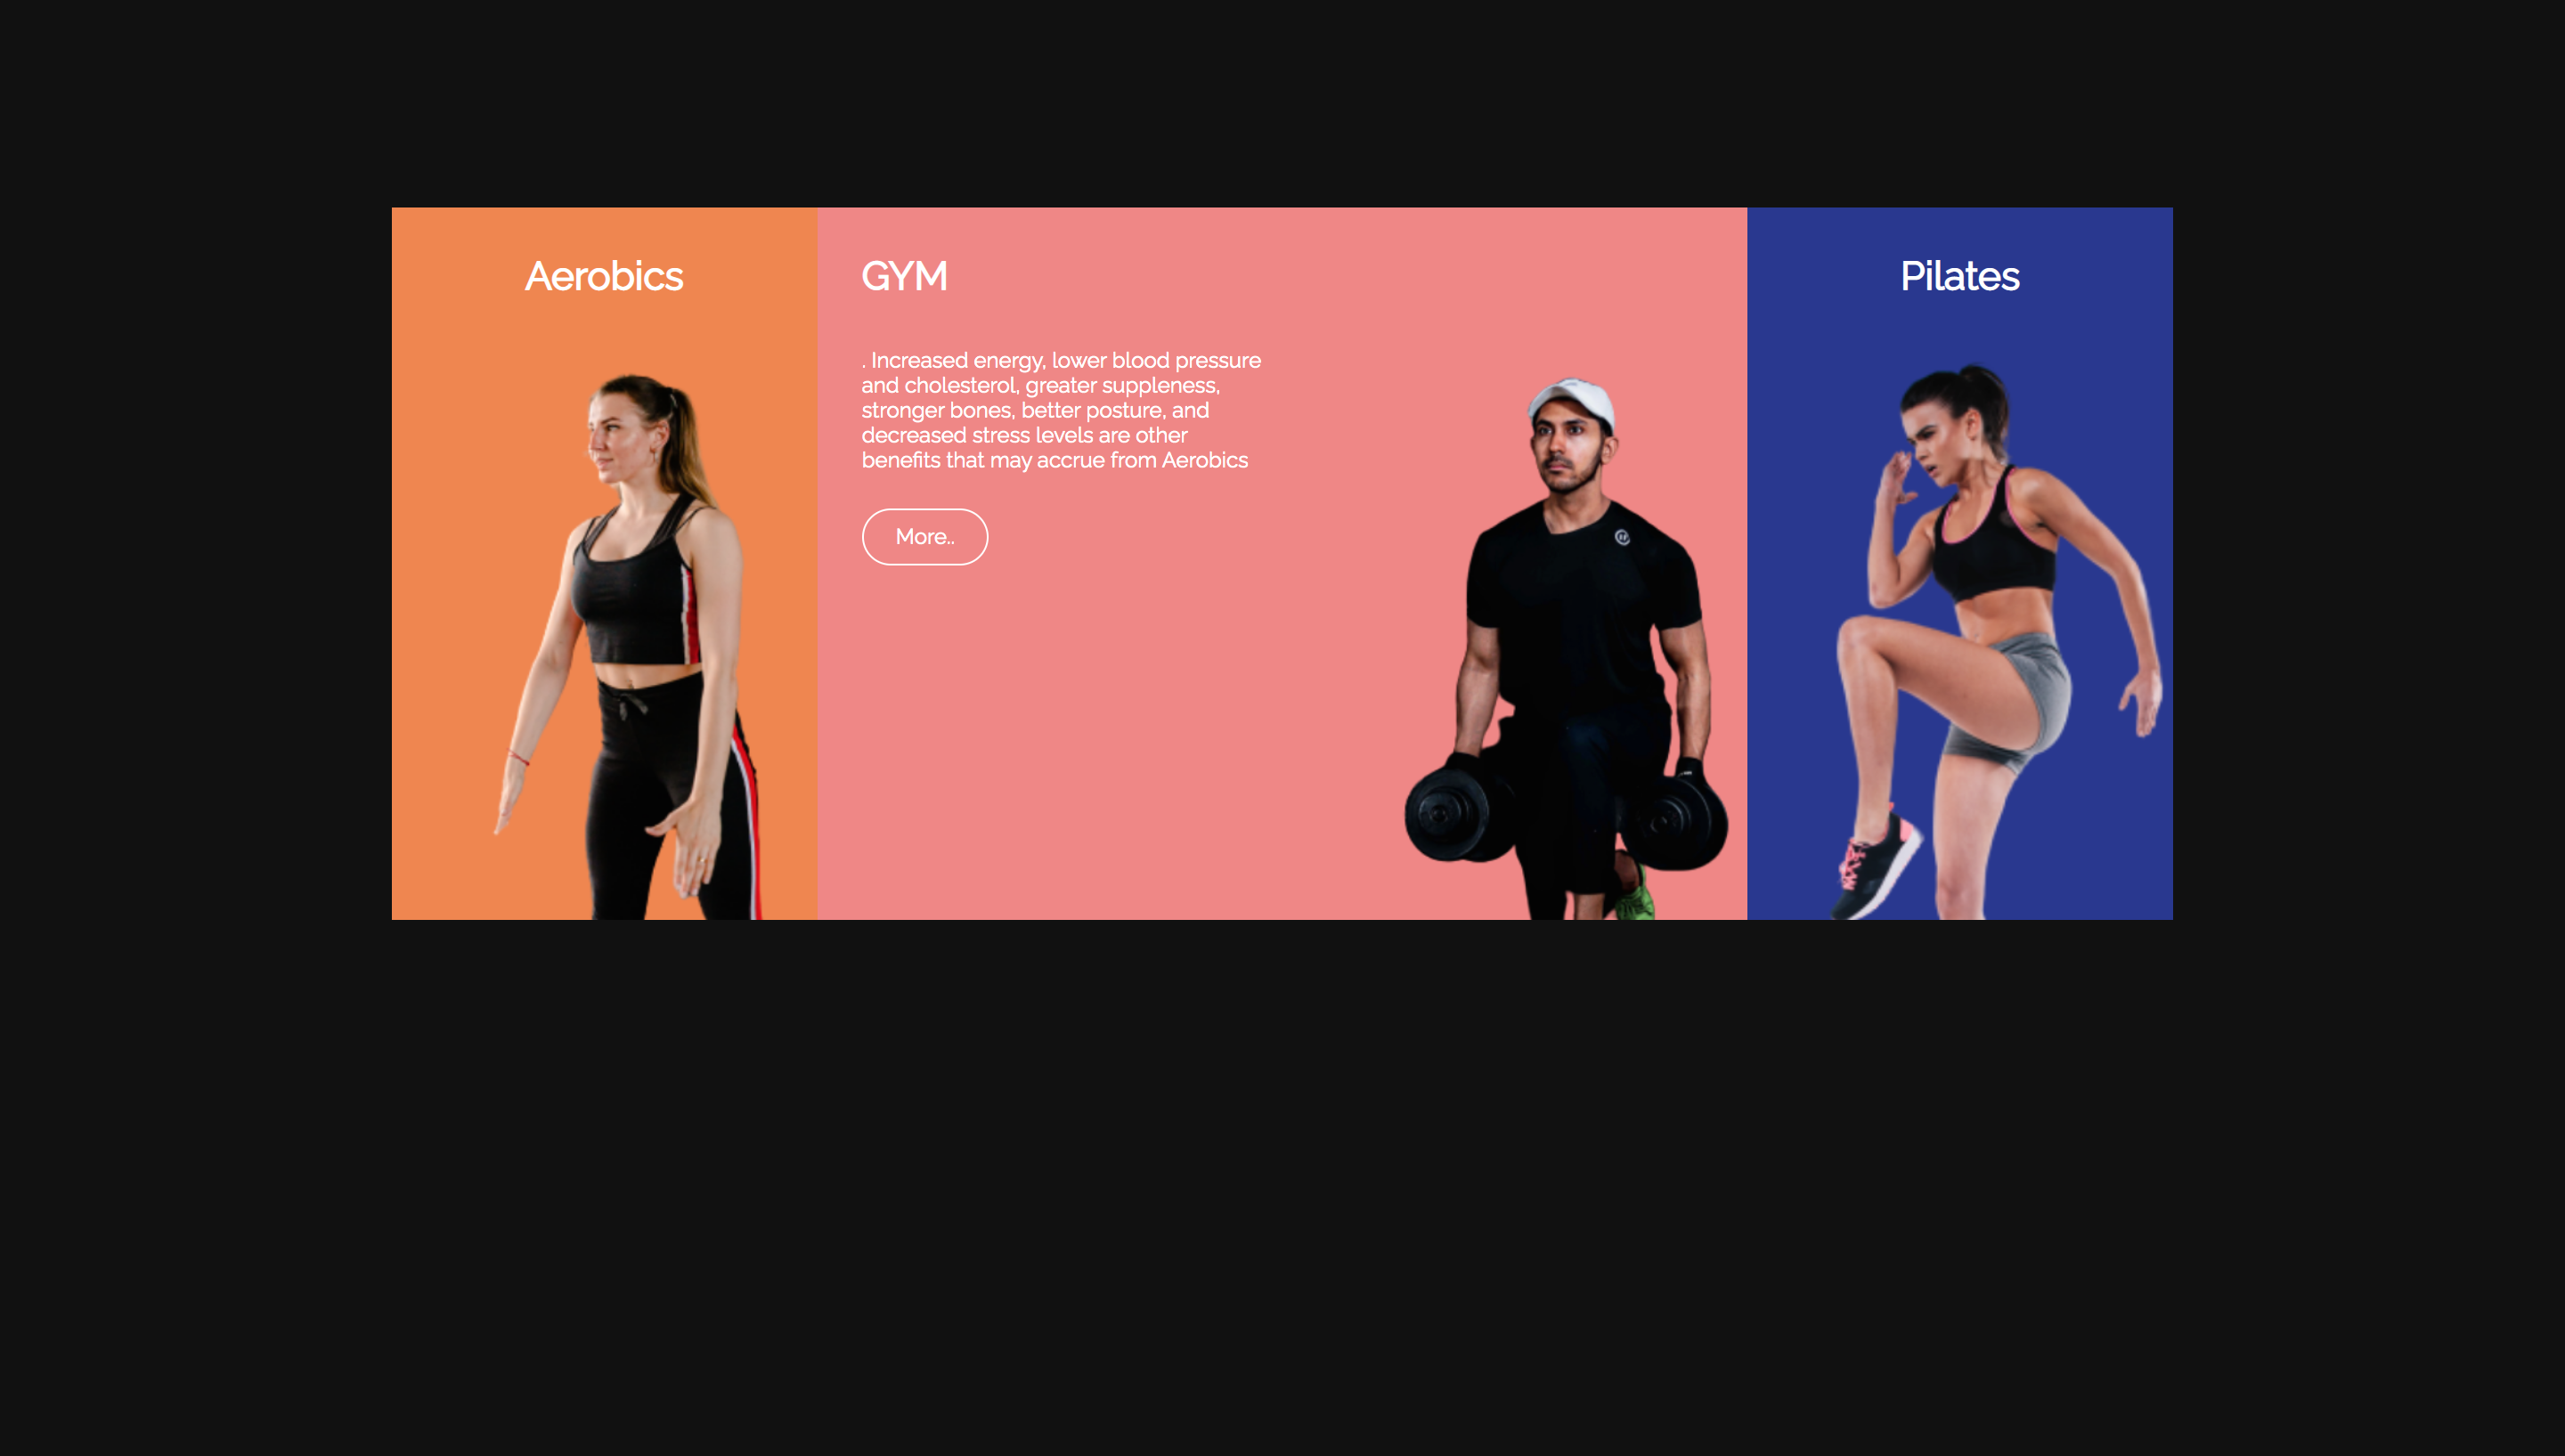 Aerobics
GYM
. Increased energy, lower blood pressure
and cholesterol, greater suppleness,
stronger bones, better posture, and
decreased stress levels are other
benefits that may accrue from Aerobics
More..
Pilates